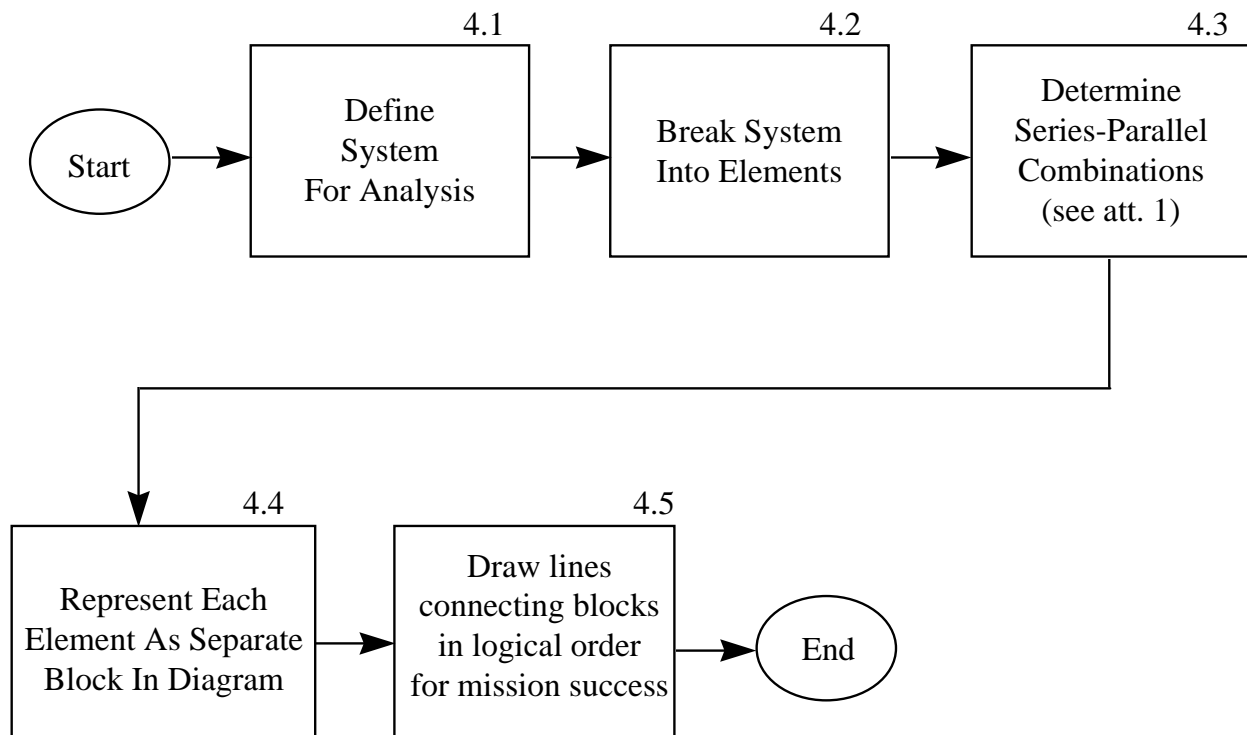 Start
4.1
Define
System
For Analysis
4.2
Break System
Into Elements
4.3
Determine
Series-Parallel
Combinations
(see att. 1)
4.4
Represent Each
Element As Separate
Block In Diagram
4.5
Draw lines
connecting blocks
in logical order
for mission success
End